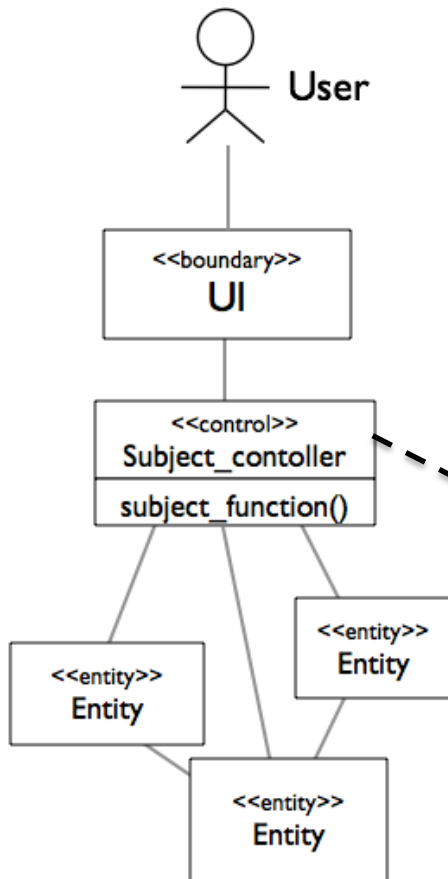 User
<<boundary>>
UI
<<control>>
Subject_contoller
subject_function()
<<entity>>
Entity
<<entity>>
Entity
<<entity>>
Entity